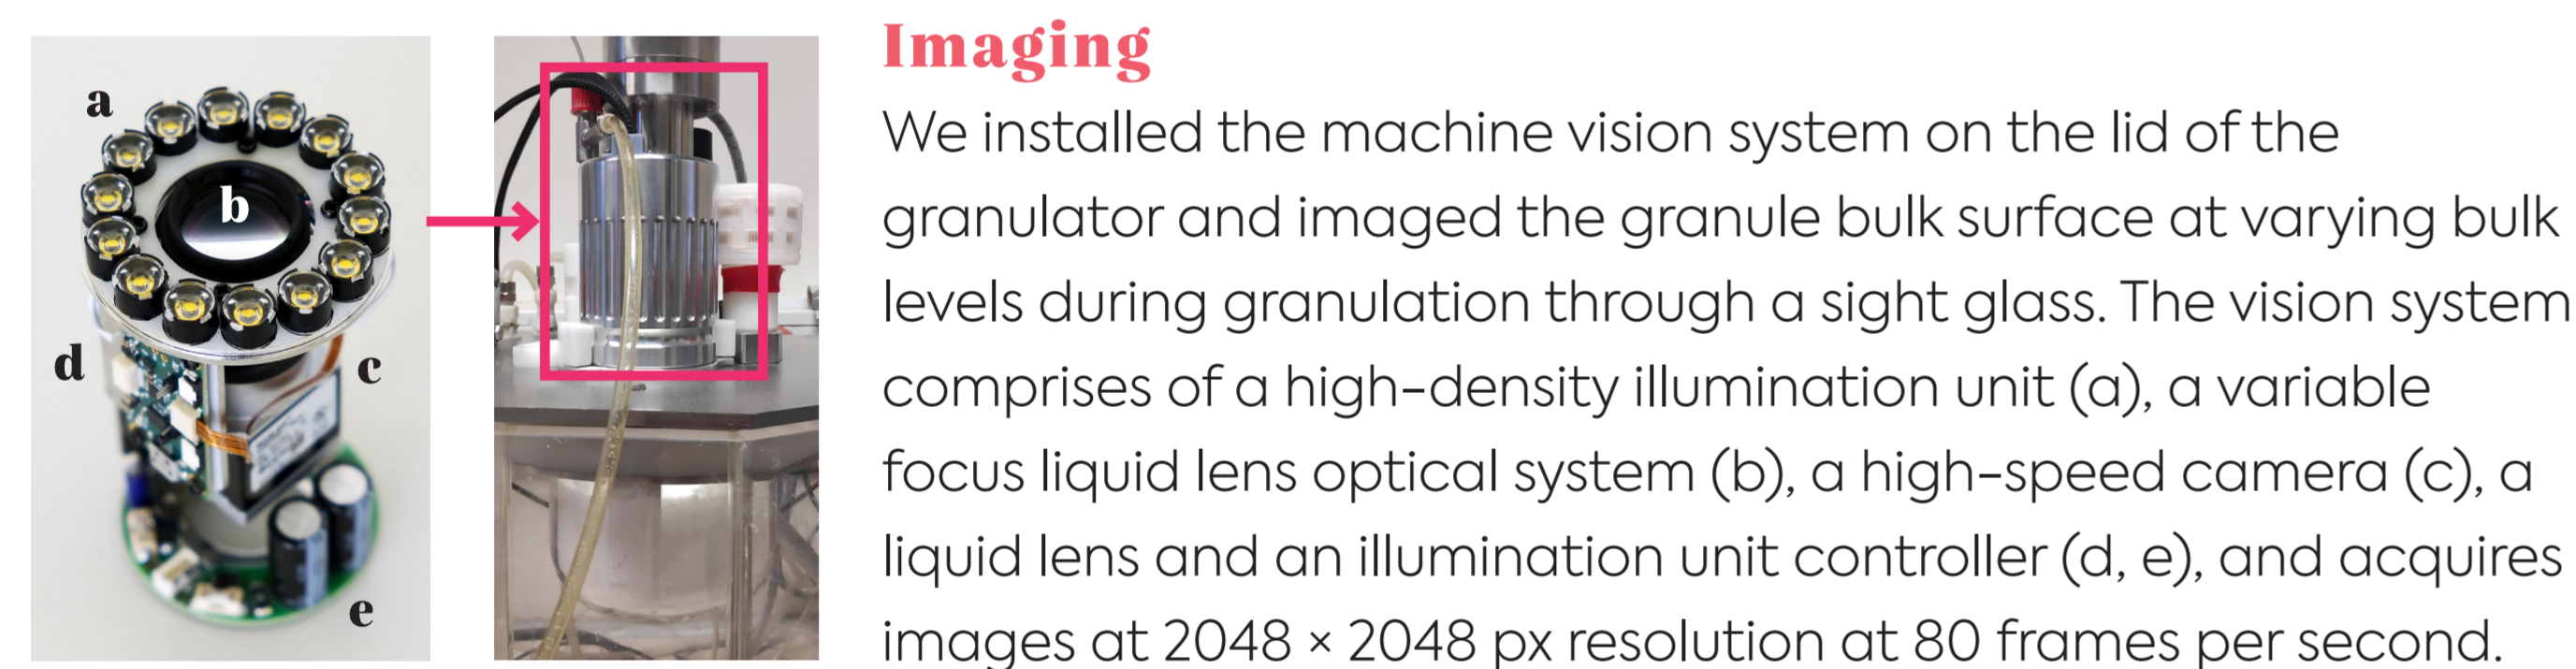 Imaging
a
b
d
c
e
We installed the machine vision system on the lid of the
granulator and imaged the granule bulk surface at varying bulk
levels during granulation through a sight glass. The vision system
comprises of a high-density illumination unit (a), a variable
focus liquid lens optical system (b), a high-speed camera (c), a
liquid lens and an illumination unit controller (d, e), and acquires
images at 2048 × 2048 px resolution at 80 frames per second.